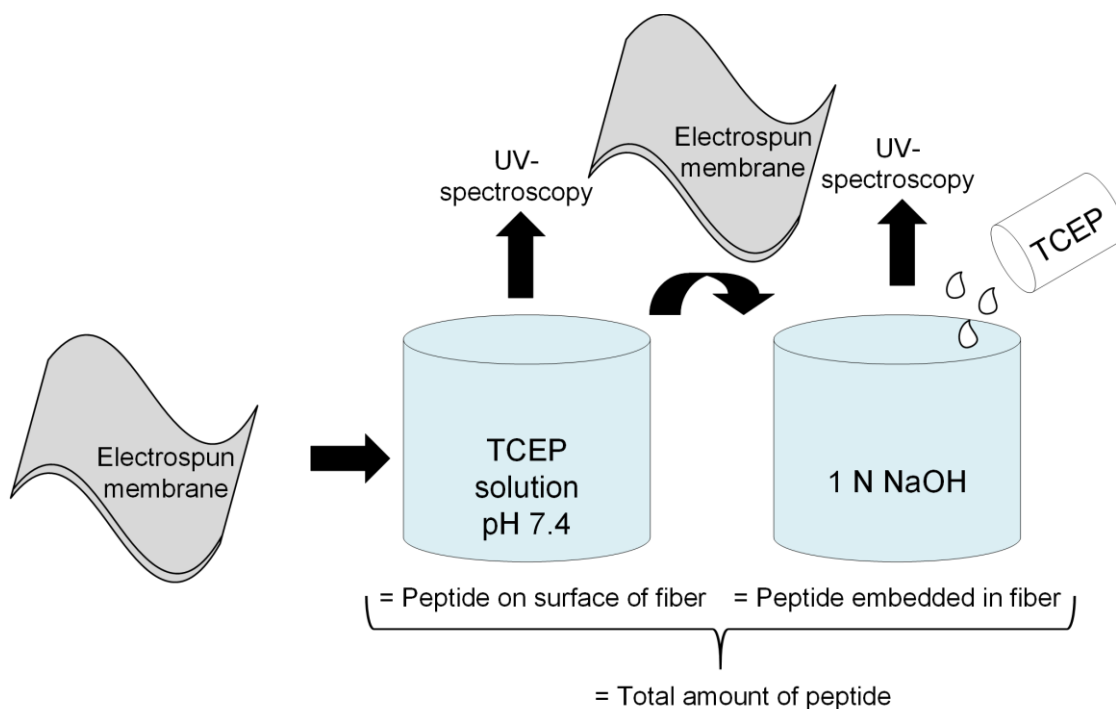 Electrospun
membrane
UV-
spectroscopy
Electrospun
membrane
UV-
spectroscopy
TCEP
TCEP
solution
pH 7.4
1 N NaOH
= Peptide on surface of fiber
= Peptide embedded in fiber
= Total amount of peptide